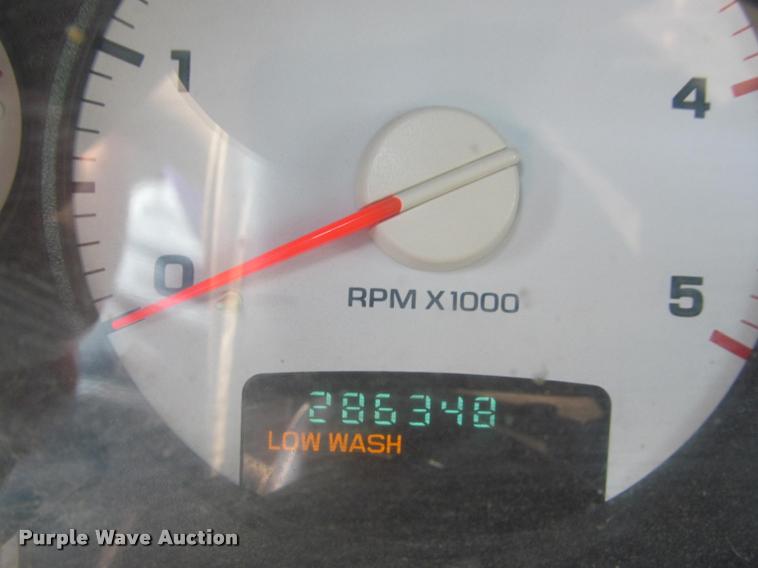 1
4
0
5
RPM X1000
286348
LOW WASH
Purple Wave Auction